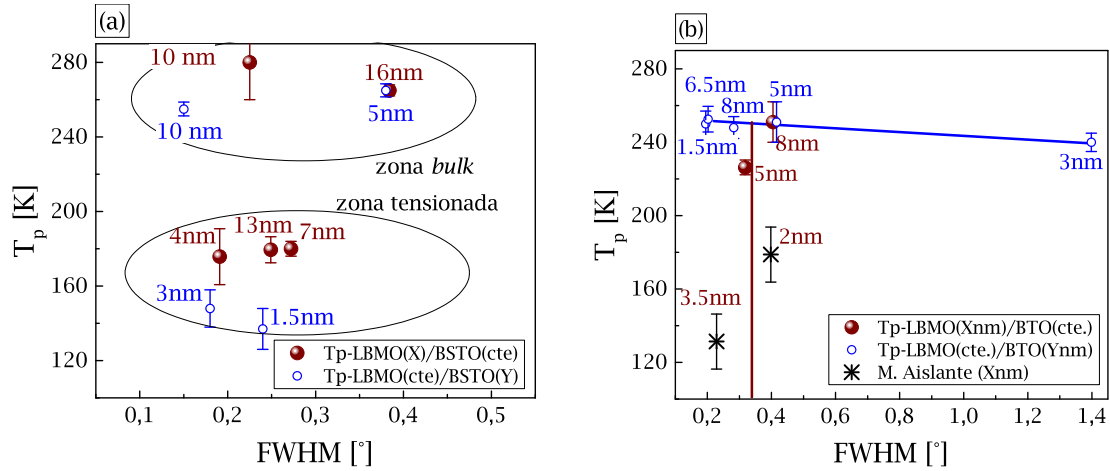 (a)
280
240
200
160
120
0,1
0,2
0,3
0,4
0,5
T_p [K]
FWHM [°]
10 nm
16nm
5nm
10 nm
zona bulk
zona tensionada
13nm
7nm
4nm
3nm
1.5nm
Tp-LBMO(X)/BSTO(cte)
Tp-LBMO(cte)/BSTO(Y)
(b)
280
240
200
160
120
0,2
0,4
0,6
0,8
1,0
1,2
1,4
T_p [K]
FWHM [°]
6.5nm
5nm
8nm
1.5nm
8nm
3nm
5nm
2nm
3.5nm
Tp-LBMO(Xnm)/BTO(cte.)
Tp-LBMO(cte.)/BTO(Ynm)
M. Aislante (Xnm)